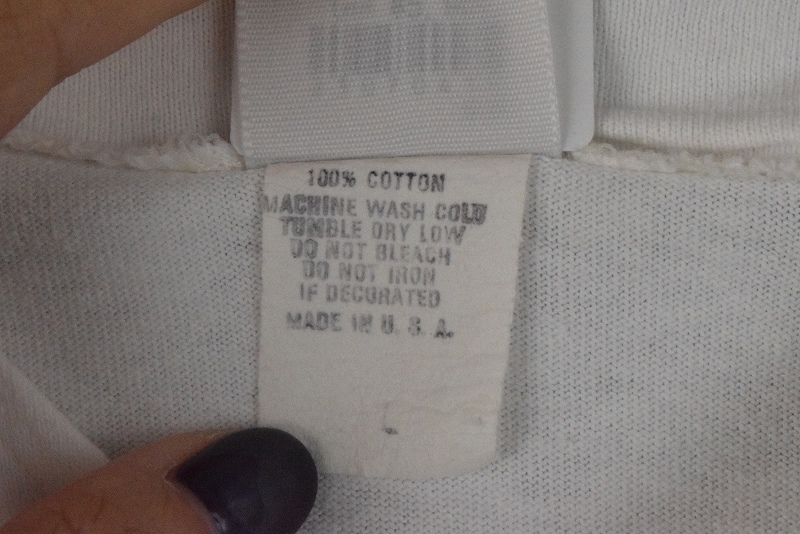 100% COTTON
MACHINE WASH COLD
TUMBLE DRY LOW
DO NOT BLEACH
DO NOT IRON
IF DECORATED
MADE IN U. S. A.